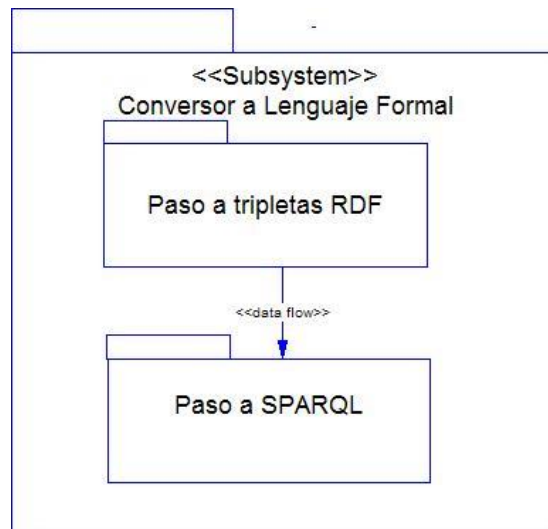 -
<<Subsystem>>
Conversor a Lenguaje Formal
Paso a tripletas RDF
<<data flow>>
Paso a SPARQL